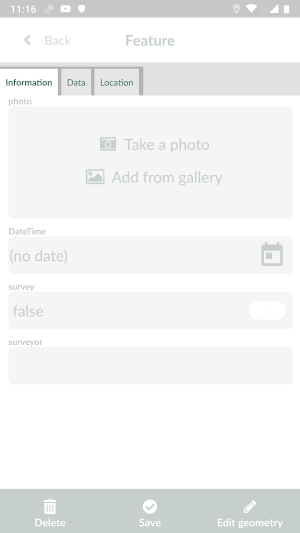 11:16
Back
Feature
Information
Data
Location
photo
Take a photo
Add from gallery
DateTime
(no date)
survey
false
surveyor
Delete
Save
Edit geometry